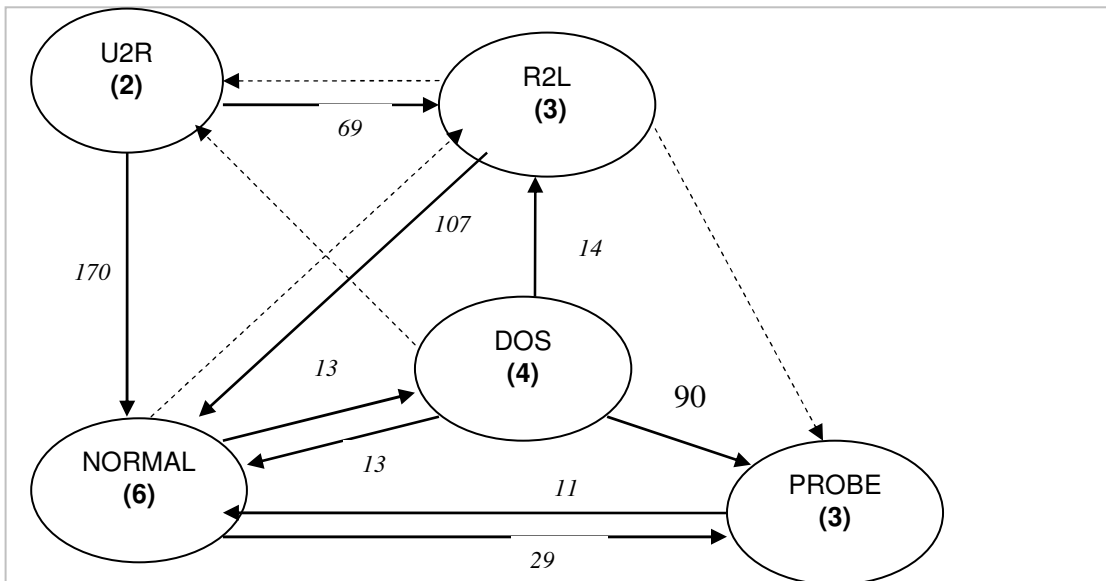 U2R
(2)
R2L
(3)
69
107
14
170
DOS
(4)
13
90
NORMAL
(6)
13
11
PROBE
(3)
29